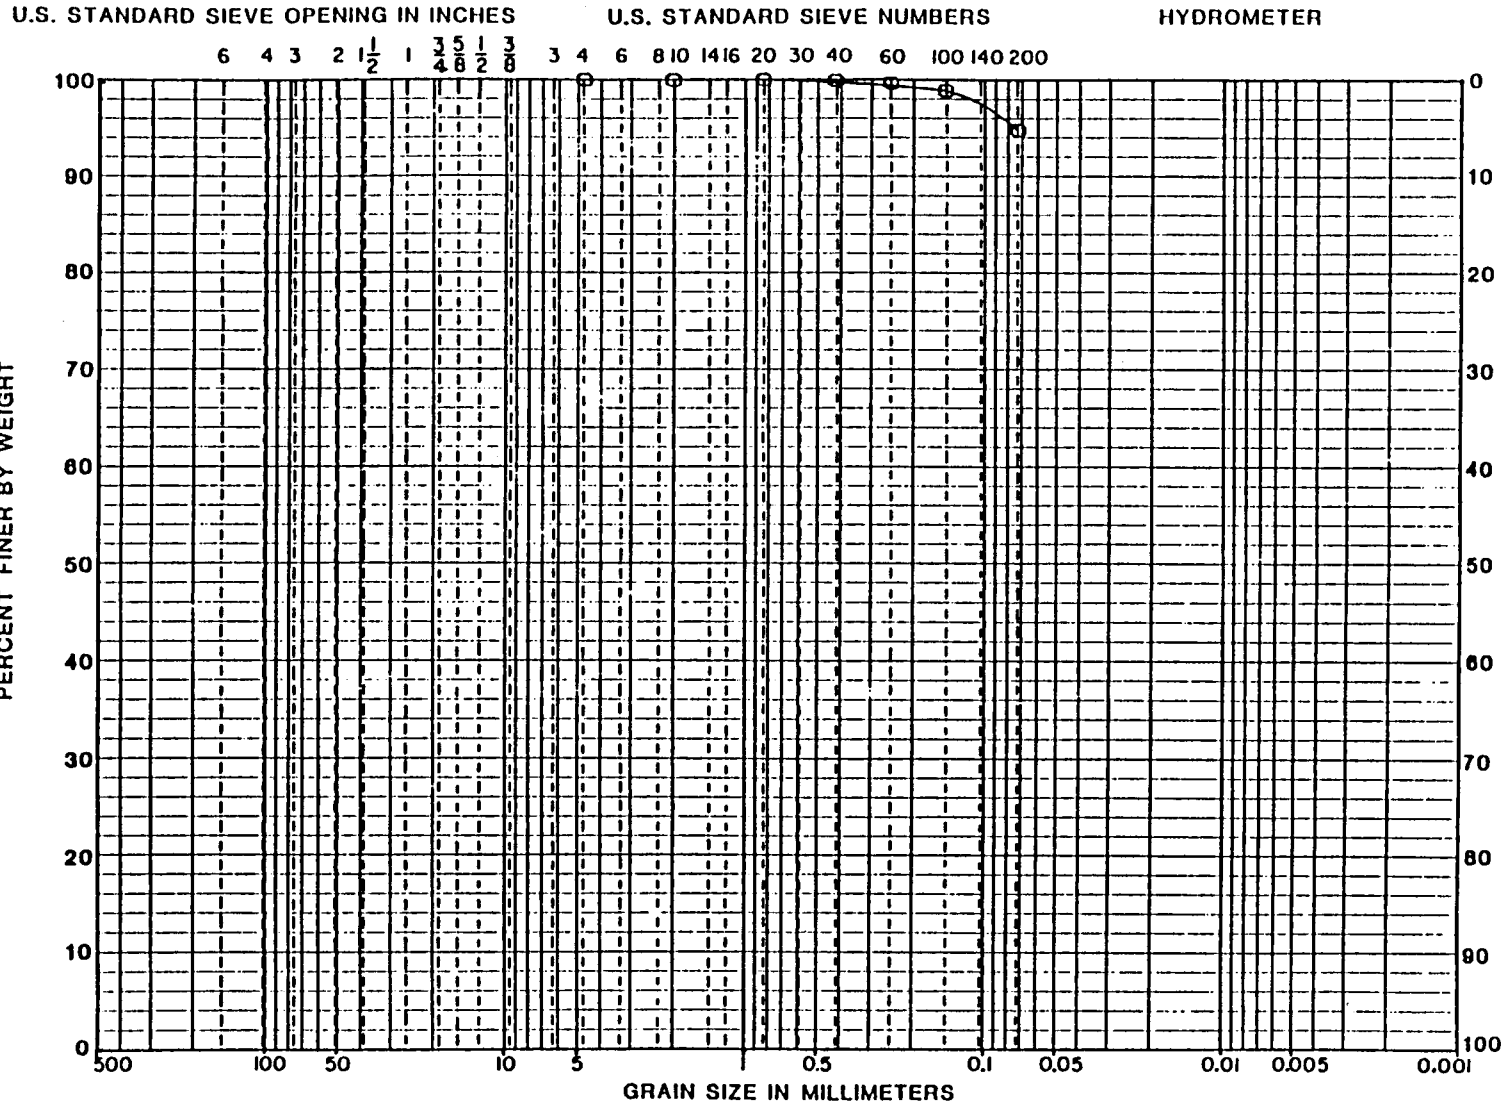 U.S. STANDARD SIEVE OPENING IN INCHES U.S. STANDARD SIEVE NUMBERS HYDROMETER
6 4 3 2 1 1/2 1 3/4 5/8 1/2 3/8 3 4 6 8 10 14 16 20 30 40 60 100 140 200
100 0
90 10
80 20
70 30
60 40
50 50
40 60
30 70
20 80
10 90
0 100
PERCENT FINER BY WEIGHT
500 100 50 10 5 1 0.5 0.1 0.05 0.01 0.005 0.001
GRAIN SIZE IN MILLIMETERS